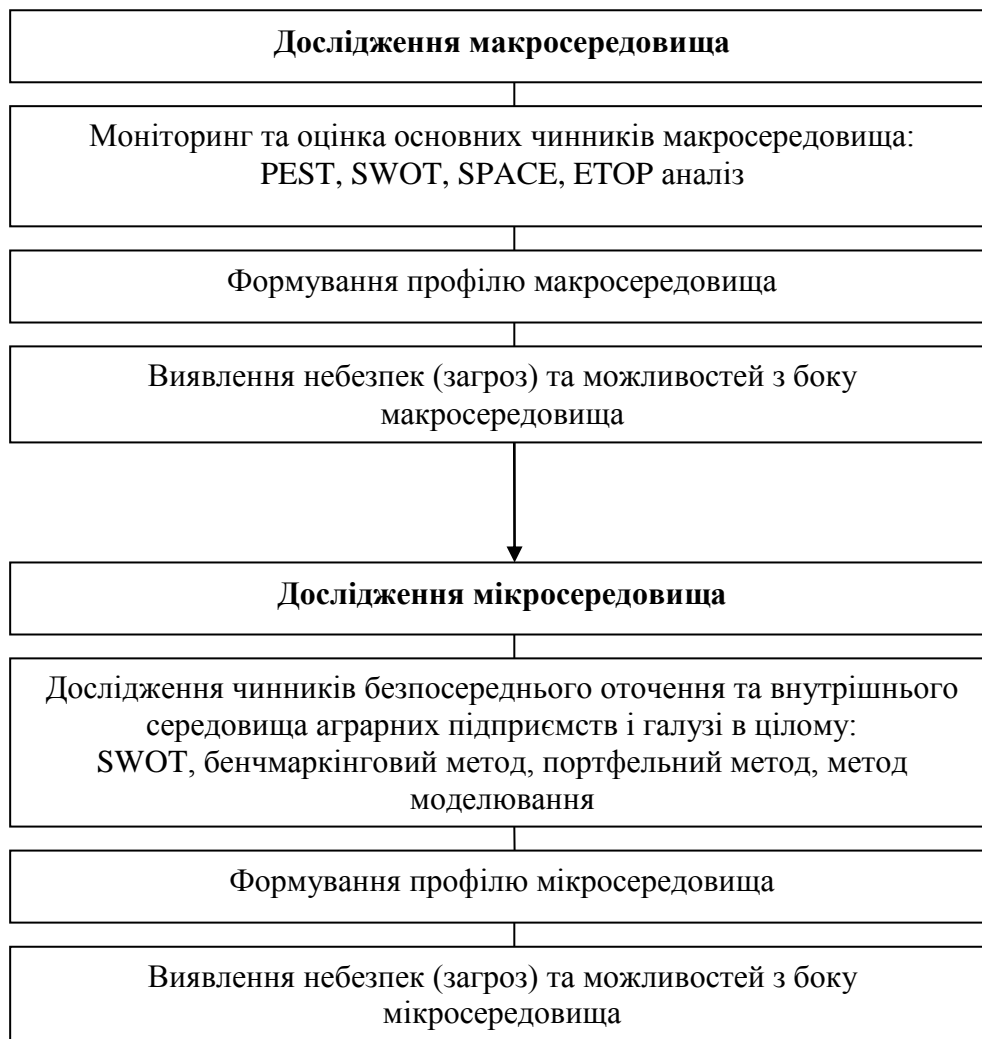 Дослідження макросередовища
Моніторинг та оцінка основних чинників макросередовища:
PEST, SWOT, SPACE, ETOP аналіз
Формування профілю макросередовища
Виявлення небезпек (загроз) та можливостей з боку
макросередовища
Дослідження мікросередовища
Дослідження чинників безпосереднього оточення та внутрішнього
середовища аграрних підприємств і галузі в цілому:
SWOT, бенчмаркінговий метод, портфельний метод, метод
моделювання
Формування профілю мікросередовища
Виявлення небезпек (загроз) та можливостей з боку
мікросередовища